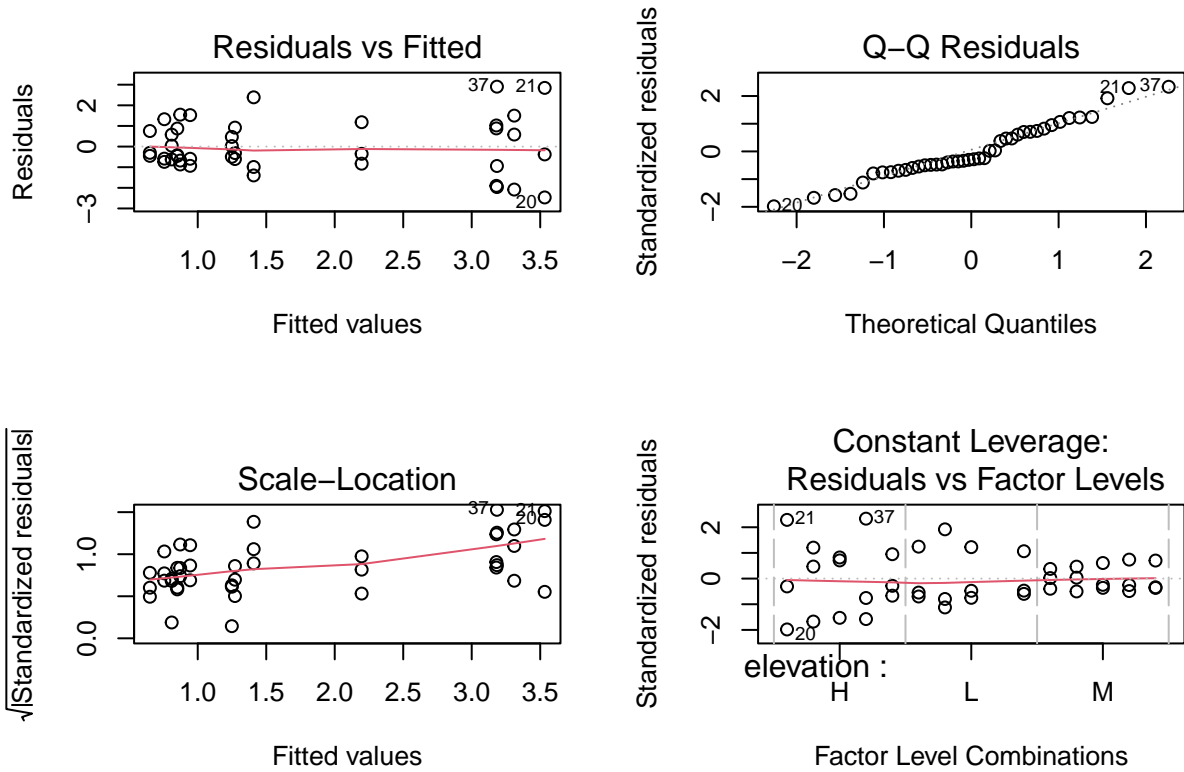 Residuals vs Fitted
Residuals
2
0
−3
37
21
20
1.0 1.5 2.0 2.5 3.0 3.5
Fitted values
Q−Q Residuals
Standardized residuals
2
0
−2
21
37
20
−2 −1 0 1 2
Theoretical Quantiles
Scale−Location
√|Standardized residuals|
1.0
0.0
37
21
20
1.0 1.5 2.0 2.5 3.0 3.5
Fitted values
Constant Leverage:
Residuals vs Factor Levels
Standardized residuals
2
0
−2
21
37
20
elevation :
H L M
Factor Level Combinations